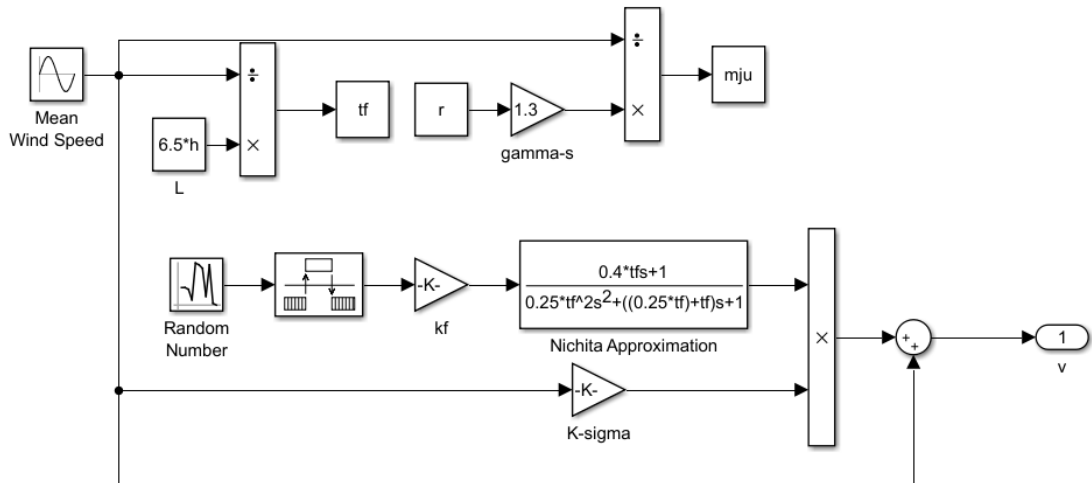 Mean
Wind Speed
÷
×
6.5*h
L
tf
r
1.3
gamma-s
÷
×
mju
Random
Number
-K-
kf
0.4*tfs+1
0.25*tf^2s2+((0.25*tf)+tf)s+1
Nichita Approximation
-K-
K-sigma
×
+
+
1
v